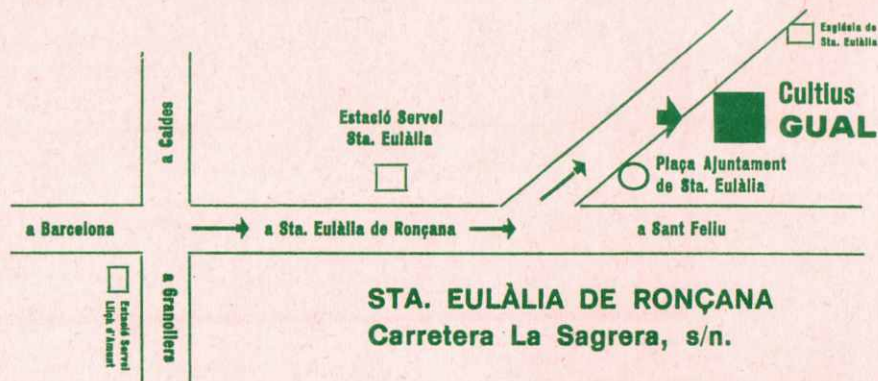 Església de
Sta. Eulàlia
Cultius
GUAL
a Caldes
Estació Servei
Sta. Eulàlia
Plaça Ajuntament
de Sta. Eulàlia
a Barcelona
a Sta. Eulàlia de Ronçana
a Sant Feliu
Estació Servei
Lliçà d'Amunt
a Granollers
STA. EULÀLIA DE RONÇANA
Carretera La Sagrera, s/n.